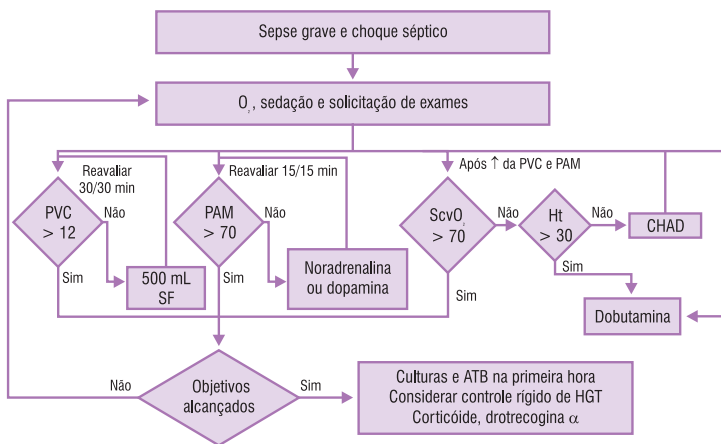 Sepse grave e choque séptico
O₂, sedação e solicitação de exames
Reavaliar
30/30 min
Reavaliar 15/15 min
Após ↑ da PVC e PAM
PVC
> 12
Não
Sim
500 mL
SF
PAM
> 70
Não
Sim
Noradrenalina
ou dopamina
ScvO₂
> 70
Não
Sim
Ht
> 30
Não
Sim
CHAD
Dobutamina
Não
Objetivos
alcançados
Sim
Culturas e ATB na primeira hora
Considerar controle rígido de HGT
Corticóide, drotrecogina α